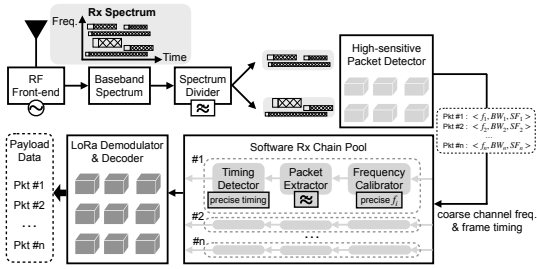 Rx Spectrum
Freq.
Time
RF
Front-end
Baseband
Spectrum
Spectrum
Divider
High-sensitive
Packet Detector
Pkt #1 : < f1, BW1, SF1 >
Pkt #2 : < f2, BW2, SF2 >
...
Pkt #n : < fn, BWn, SFn >
coarse channel freq.
& frame timing
Software Rx Chain Pool
#1
Timing
Detector
precise timing
Packet
Extractor
Frequency
Calibrator
precise fi
#2
...
#n
LoRa Demodulator
& Decoder
Payload
Data
Pkt #1
Pkt #2
...
Pkt #n